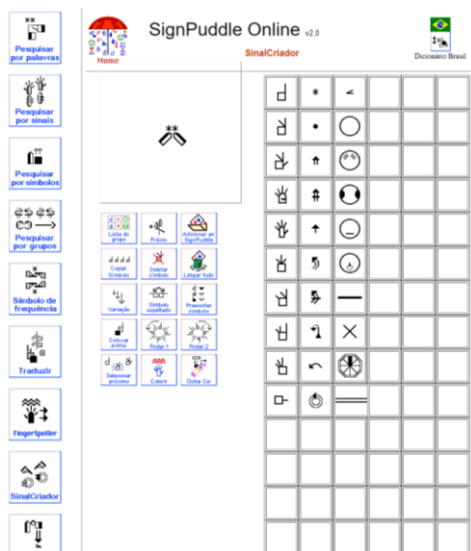 SignPuddle Online v2.0
SinalCriador
Home
Dicionário Brasil
Pesquisar
por palavras
Pesquisar
por sinais
Pesquisar
por símbolos
Pesquisar
por grupos
Símbolo de
frequência
Traduzir
FingerSpeller
SinalCriador
Lista do
grupo
Prévio
Adicionar ao
SignPuddle
Copiar
Símbolo
Deletar
símbolo
Limpar tudo
Variação
Símbolo
espelhado
Preencher
símbolo
Colocar
acima
Rodar 1
Rodar 2
Selecionar
próximo
Colorir
Outra Cor